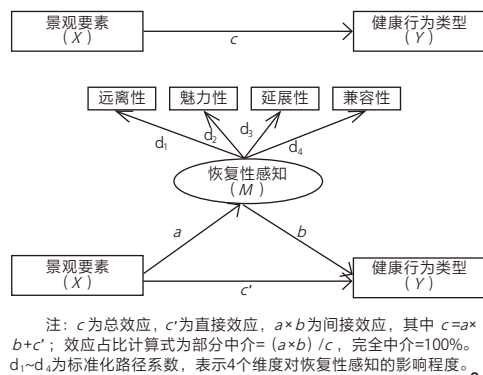 景观要素
（X）
c
健康行为类型
（Y）
远离性
魅力性
延展性
兼容性
d₁
d₂
d₃
d₄
恢复性感知
（M）
a
b
景观要素
（X）
c′
健康行为类型
（Y）
注：c为总效应，c′为直接效应，a×b为间接效应，其中 c=a×
b+c′；效应占比计算式为部分中介=（a×b）/c，完全中介=100%。
d₁~d₄为标准化路径系数，表示4个维度对恢复性感知的影响程度。